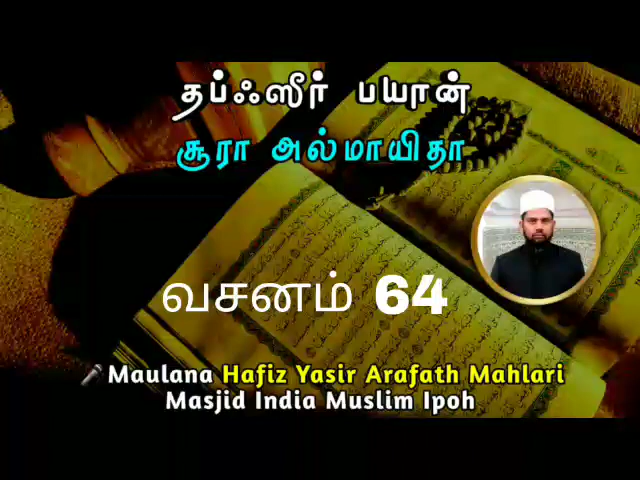 தப்ஃஸீர் பயான்
சூரா அல்மாயிதா
வசனம் 64
Maulana Hafiz Yasir Arafath Mahlari
Masjid India Muslim Ipoh